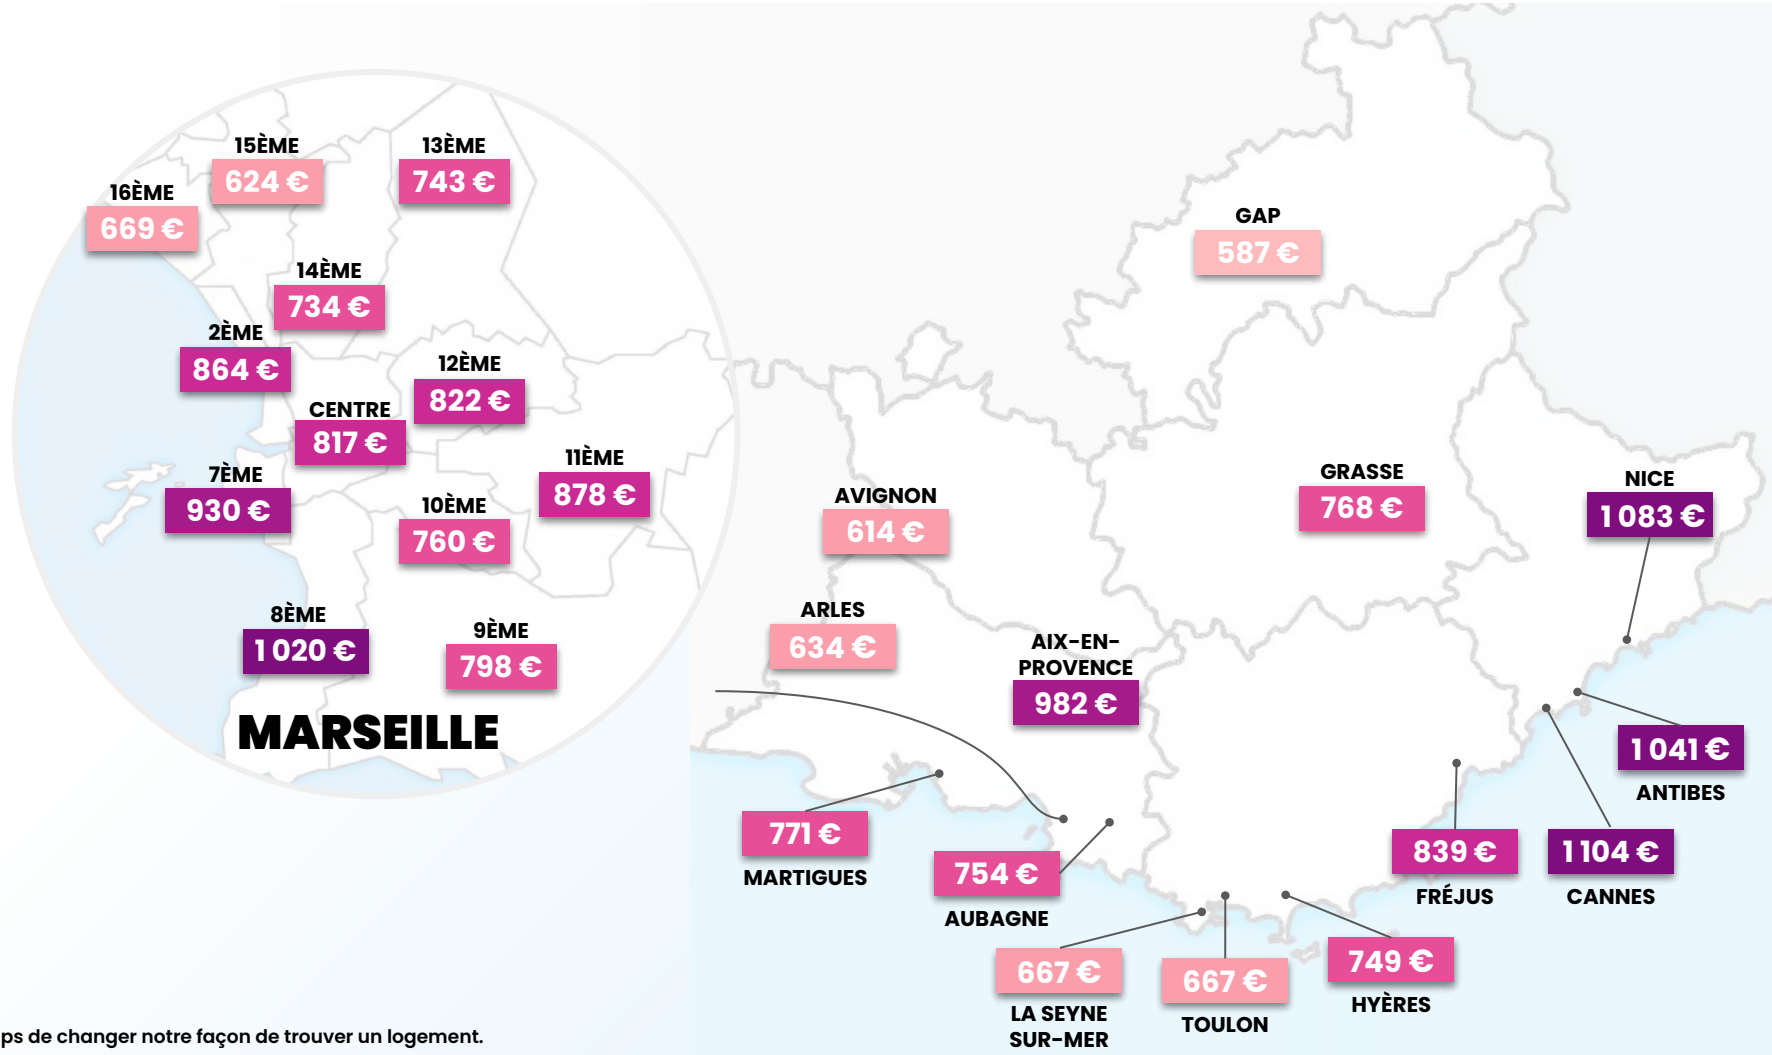 15ÈME
624 €
13ÈME
743 €
16ÈME
669 €
14ÈME
734 €
2ÈME
864 €
12ÈME
822 €
CENTRE
817 €
11ÈME
878 €
7ÈME
930 €
10ÈME
760 €
8ÈME
1 020 €
9ÈME
798 €
MARSEILLE
GAP
587 €
GRASSE
768 €
NICE
1 083 €
AVIGNON
614 €
ARLES
634 €
AIX-EN-
PROVENCE
982 €
1 041 €
ANTIBES
771 €
MARTIGUES
754 €
AUBAGNE
839 €
FRÉJUS
1 104 €
CANNES
667 €
LA SEYNE
SUR-MER
667 €
TOULON
749 €
HYÈRES
ps de changer notre façon de trouver un logement.